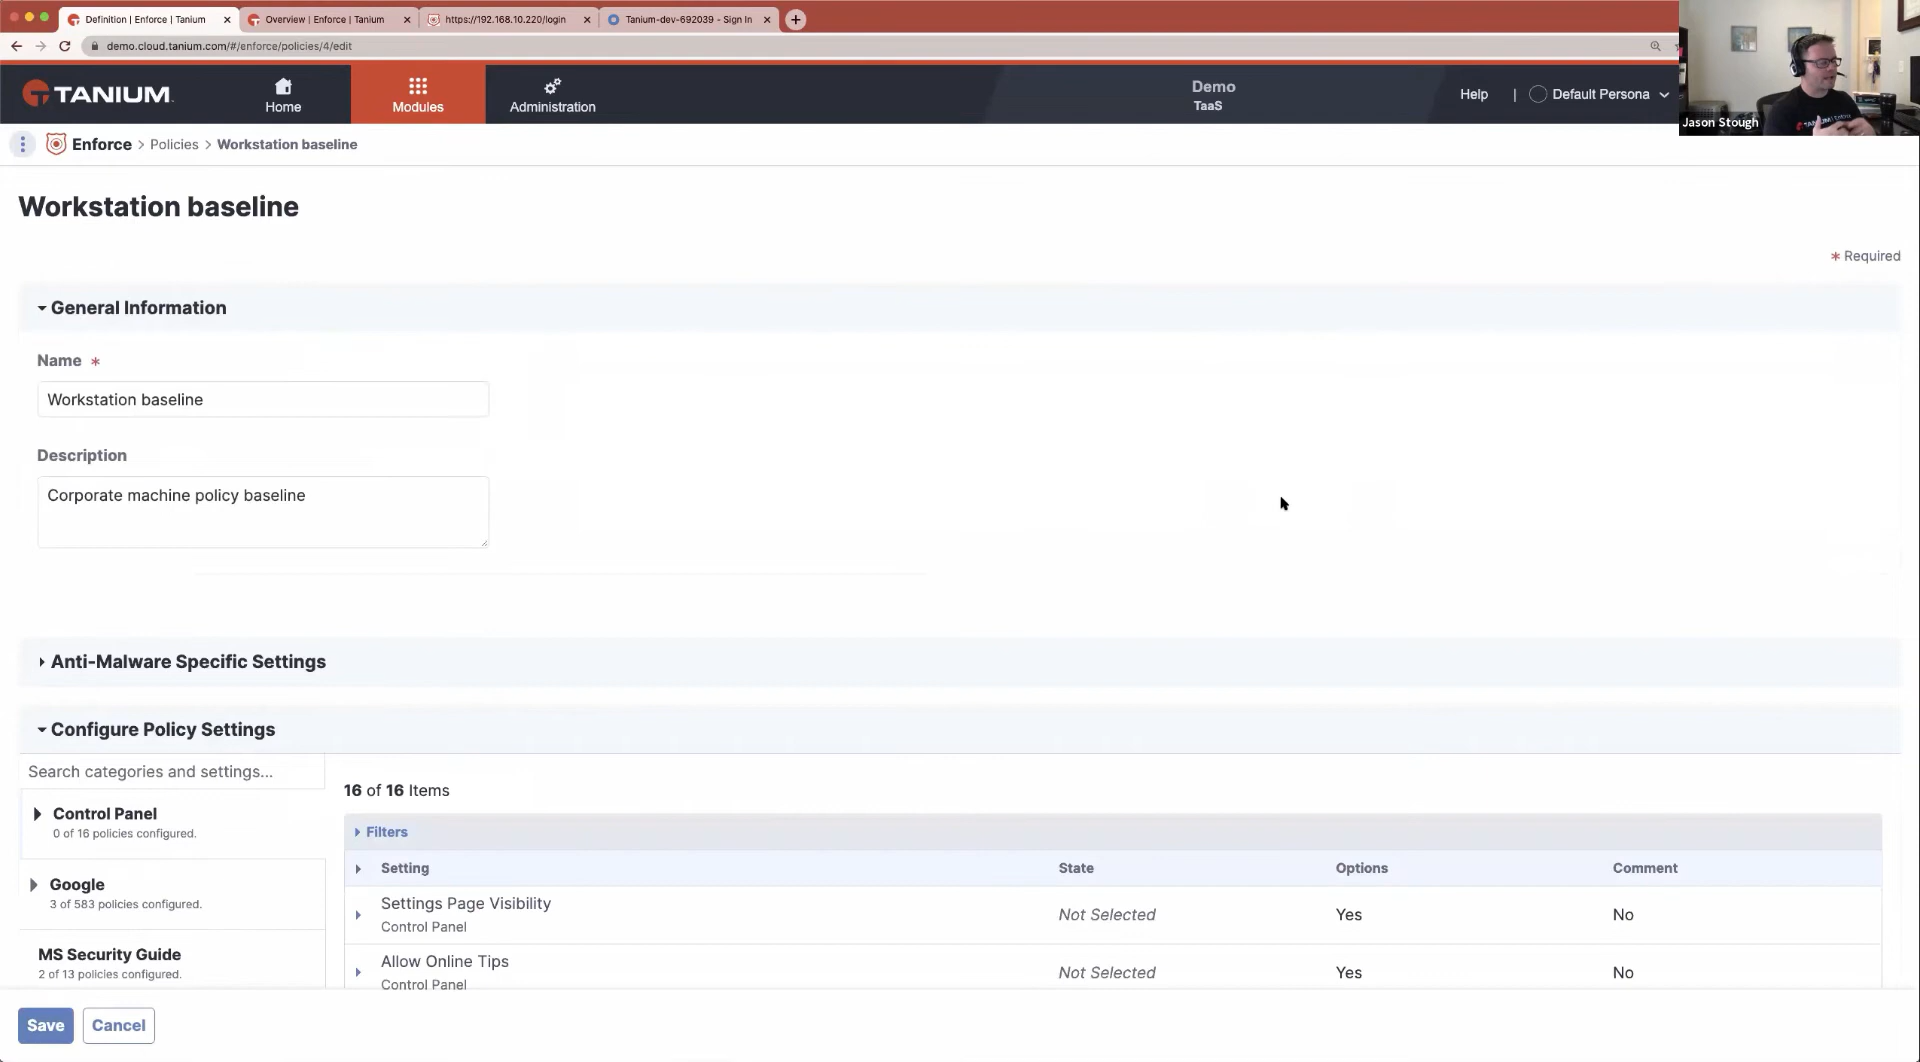 Definition | Enforce | Tanium
Overview | Enforce | Tanium
https://192.168.10.220/login
Tanium-dev-692039 - Sign In
demo.cloud.tanium.com/#/enforce/policies/4/edit
TANIUM
Home
Modules
Administration
Demo
TaaS
Help
Default Persona
Jason Stough
Enforce > Policies > Workstation baseline
Workstation baseline
* Required
General Information
Name *
Workstation baseline
Description
Corporate machine policy baseline
Anti-Malware Specific Settings
Configure Policy Settings
Search categories and settings...
Control Panel
0 of 16 policies configured.
Google
3 of 583 policies configured.
MS Security Guide
2 of 13 policies configured.
16 of 16 Items
Filters
Setting State Options Comment
Settings Page Visibility
Control Panel
Not Selected Yes No
Allow Online Tips
Control Panel
Not Selected Yes No
Save
Cancel